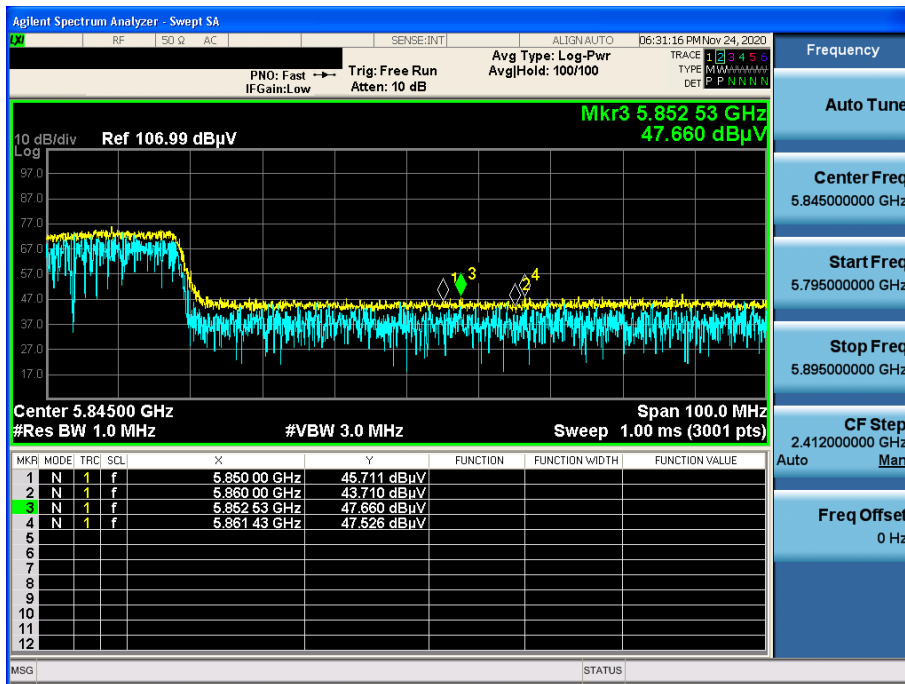 Agilent Spectrum Analyzer - Swept SA
LXI RF 50 Ω AC SENSE:INT ALIGN AUTO 06:31:16 PM Nov 24, 2020
PNO: Fast Trig: Free Run Avg Type: Log-Pwr TRACE 1 2 3 4 5 6
IFGain:Low Atten: 10 dB Avg|Hold: 100/100 TYPE M W
DET P P N N N N
Mkr3 5.852 53 GHz
47.660 dBµV
10 dB/div Ref 106.99 dBµV
Log
97.0
87.0
77.0
67.0
57.0
47.0
37.0
27.0
17.0
1 3 2 4
Center 5.84500 GHz Span 100.0 MHz
#Res BW 1.0 MHz #VBW 3.0 MHz Sweep 1.00 ms (3001 pts)
MKR MODE TRC SCL X Y FUNCTION FUNCTION WIDTH FUNCTION VALUE
1 N 1 f 5.850 00 GHz 45.711 dBµV
2 N 1 f 5.860 00 GHz 43.710 dBµV
3 N 1 f 5.852 53 GHz 47.660 dBµV
4 N 1 f 5.861 43 GHz 47.526 dBµV
5
6
7
8
9
10
11
12
MSG STATUS
Frequency
Auto Tune
Center Freq
5.845000000 GHz
Start Freq
5.795000000 GHz
Stop Freq
5.895000000 GHz
CF Step
2.412000000 GHz
Auto Man
Freq Offset
0 Hz